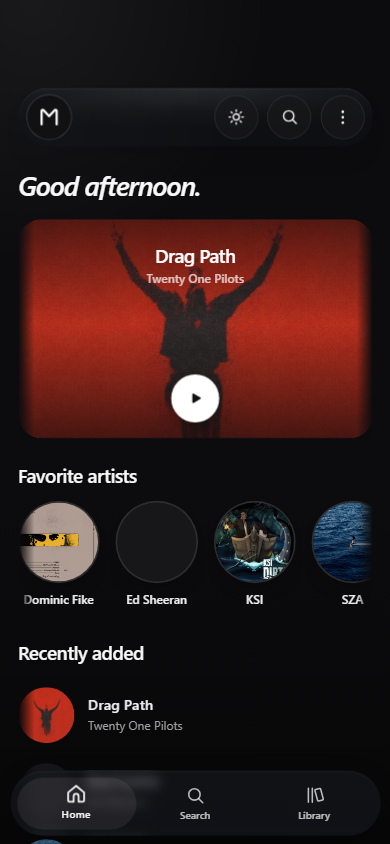 M
Good afternoon.
Drag Path
Twenty One Pilots
Favorite artists
Dominic Fike
Ed Sheeran
KSI
SZA
Recently added
Drag Path
Twenty One Pilots
Home
Search
Library